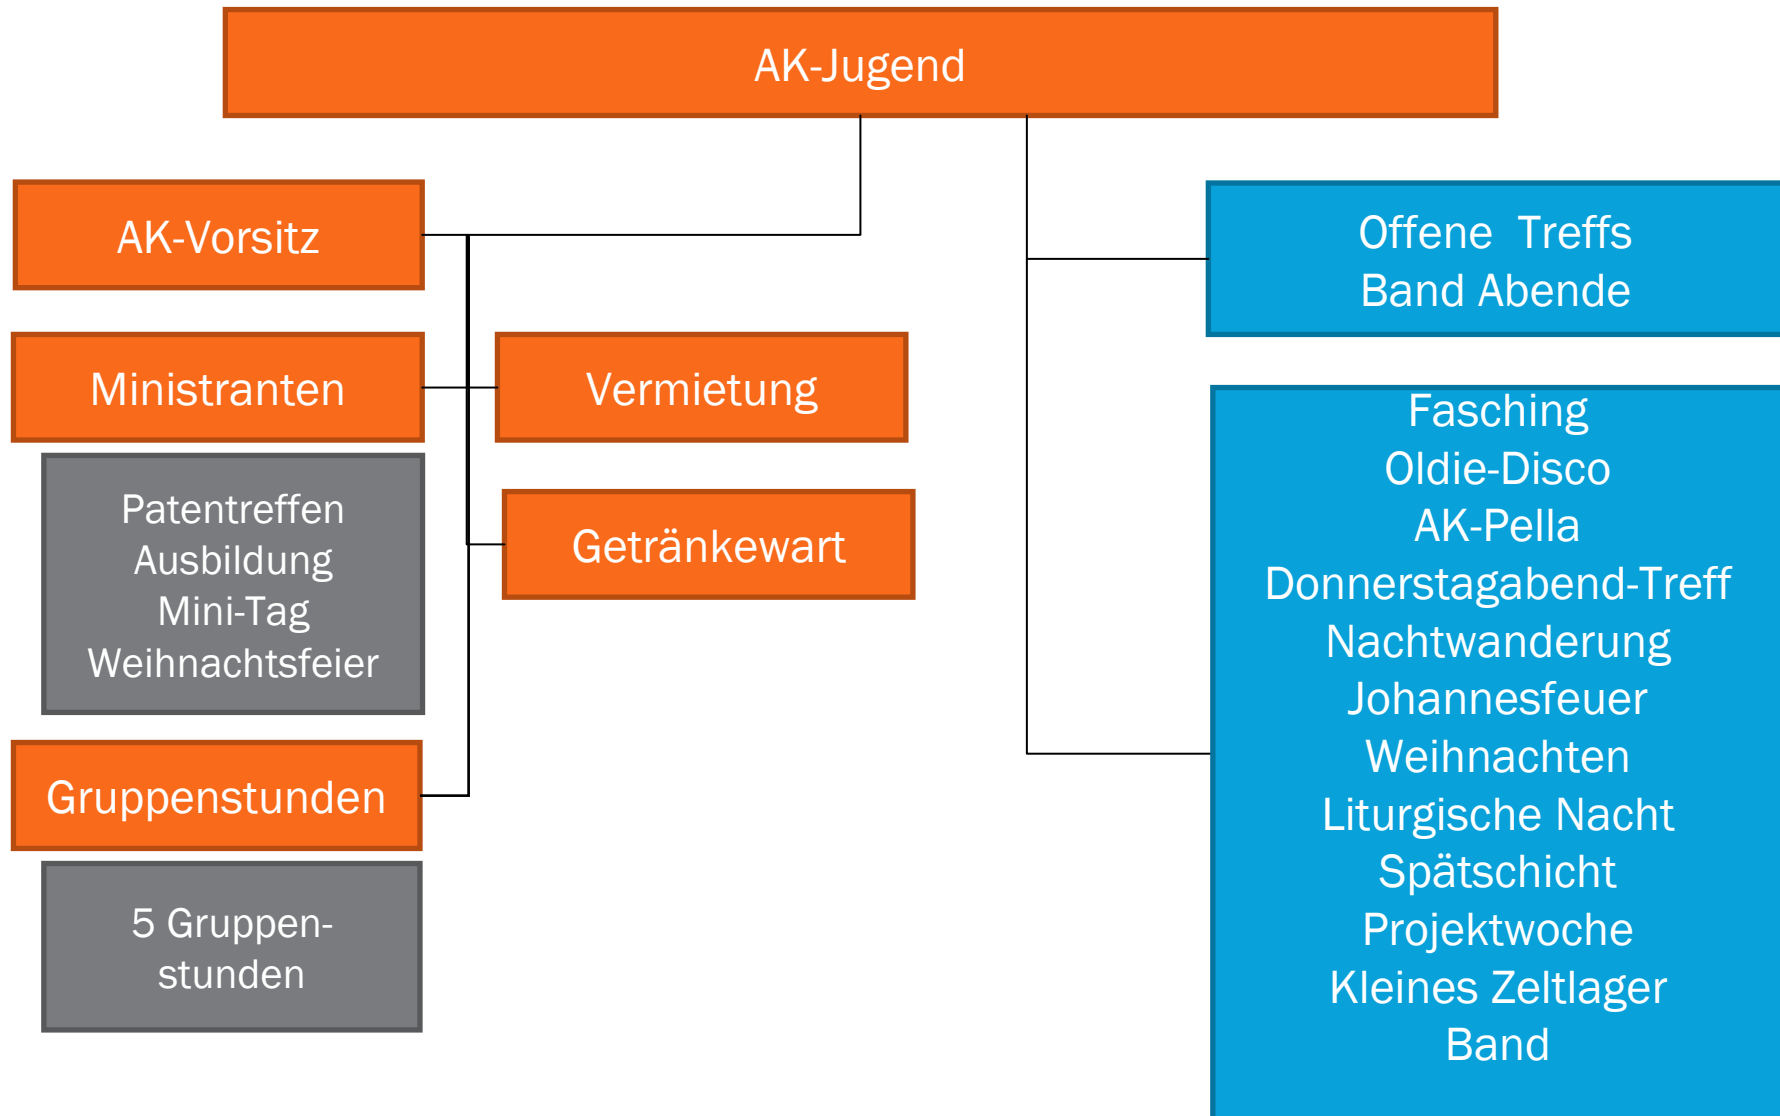 AK-Jugend
AK-Vorsitz
Ministranten
Patentreffen
Ausbildung
Mini-Tag
Weihnachtsfeier
Gruppenstunden
5 Gruppen-
stunden
Vermietung
Getränkewart
Offene Treffs
Band Abende
Fasching
Oldie-Disco
AK-Pella
Donnerstagabend-Treff
Nachtwanderung
Johannesfeuer
Weihnachten
Liturgische Nacht
Spätschicht
Projektwoche
Kleines Zeltlager
Band